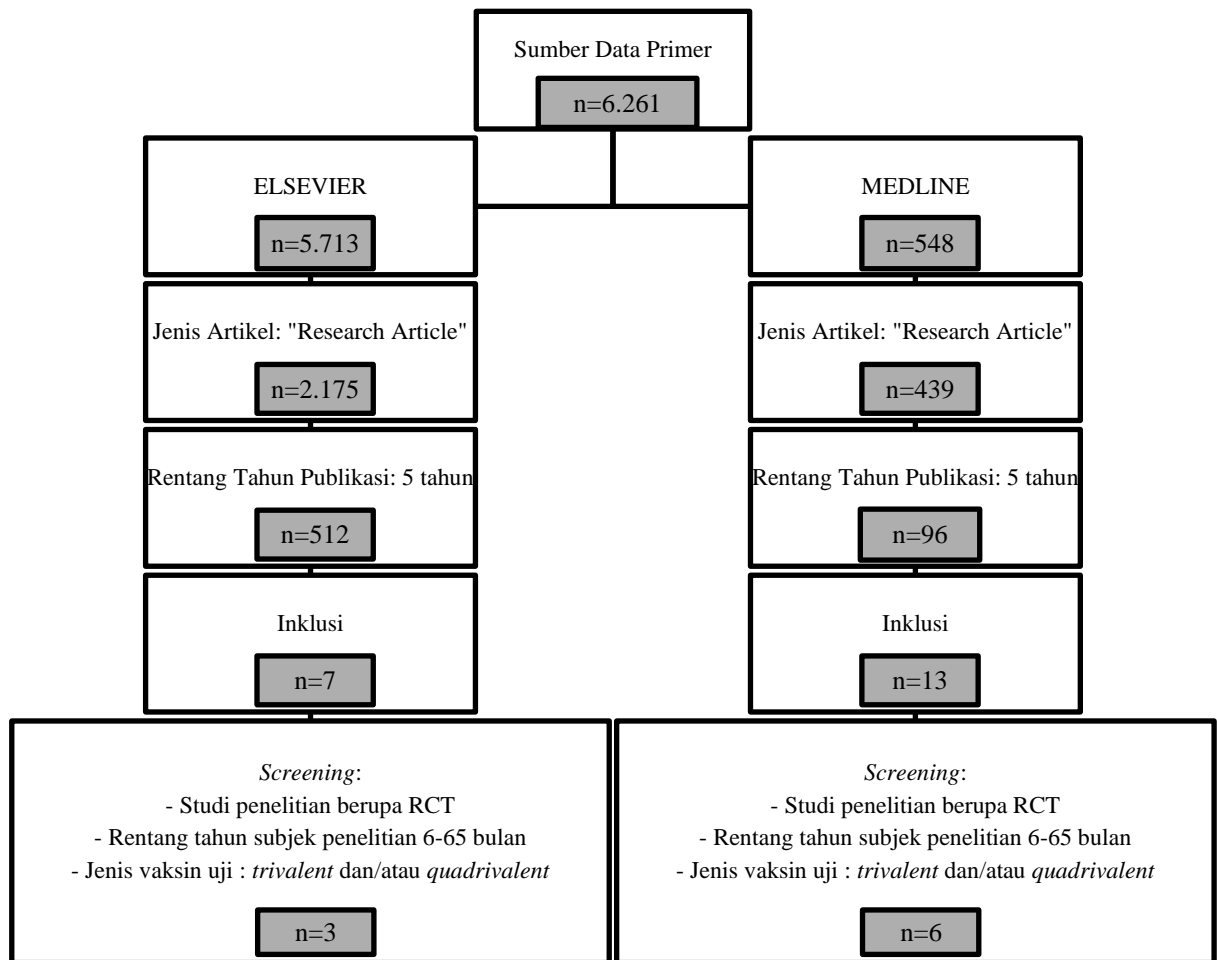 Sumber Data Primer
n=6.261
ELSEVIER
n=5.713
Jenis Artikel: "Research Article"
n=2.175
Rentang Tahun Publikasi: 5 tahun
n=512
Inklusi
n=7
Screening:
- Studi penelitian berupa RCT
- Rentang tahun subjek penelitian 6-65 bulan
- Jenis vaksin uji : trivalent dan/atau quadrivalent
n=3
MEDLINE
n=548
Jenis Artikel: "Research Article"
n=439
Rentang Tahun Publikasi: 5 tahun
n=96
Inklusi
n=13
Screening:
- Studi penelitian berupa RCT
- Rentang tahun subjek penelitian 6-65 bulan
- Jenis vaksin uji : trivalent dan/atau quadrivalent
n=6